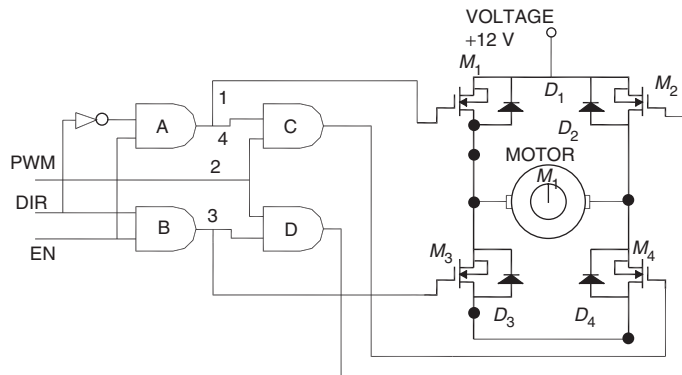 VOLTAGE
+12 V
M1
M2
D1
D2
1
A
4
C
PWM
2
MOTOR
M1
DIR
B
3
D
EN
M3
M4
D3
D4